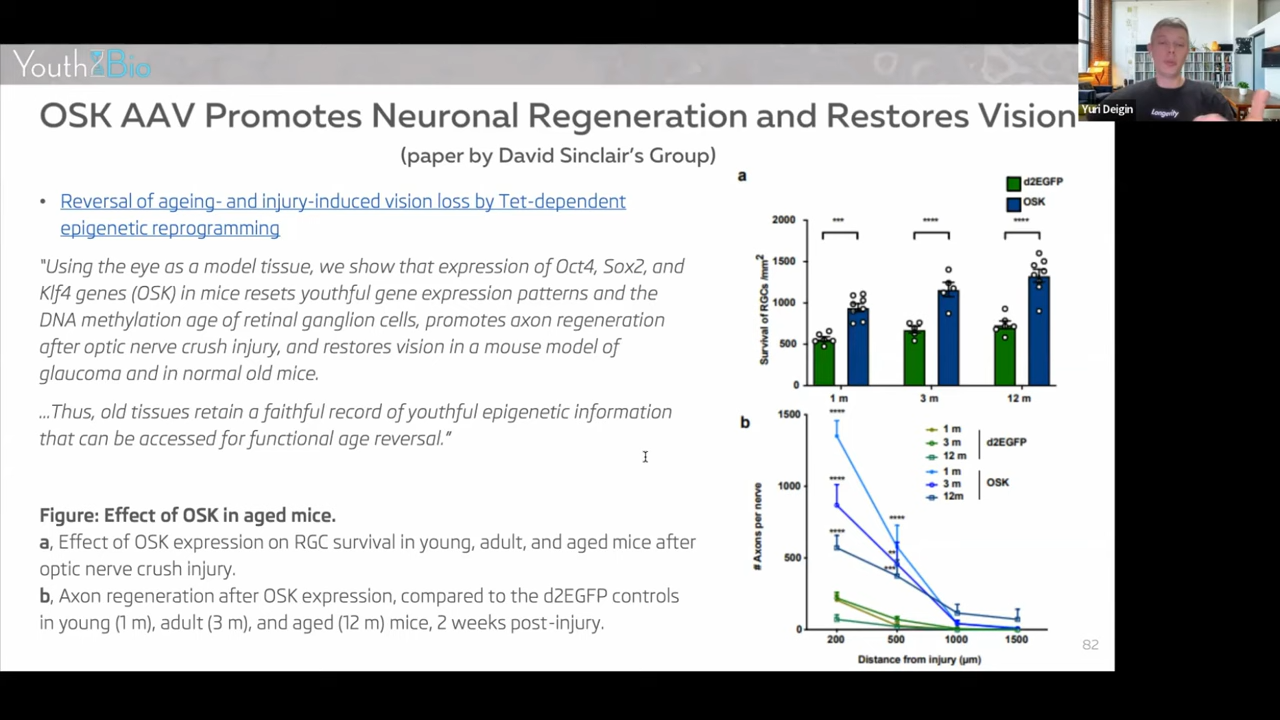 Youth2Bio
Yuri Deigin
Longevity
OSK AAV Promotes Neuronal Regeneration and Restores Vision
(paper by David Sinclair's Group)
• Reversal of ageing- and injury-induced vision loss by Tet-dependent
epigenetic reprogramming
"Using the eye as a model tissue, we show that expression of Oct4, Sox2, and
Klf4 genes (OSK) in mice resets youthful gene expression patterns and the
DNA methylation age of retinal ganglion cells, promotes axon regeneration
after optic nerve crush injury, and restores vision in a mouse model of
glaucoma and in normal old mice.
...Thus, old tissues retain a faithful record of youthful epigenetic information
that can be accessed for functional age reversal."
Figure: Effect of OSK in aged mice.
a, Effect of OSK expression on RGC survival in young, adult, and aged mice after
optic nerve crush injury.
b, Axon regeneration after OSK expression, compared to the d2EGFP controls
in young (1 m), adult (3 m), and aged (12 m) mice, 2 weeks post-injury.
a
d2EGFP
OSK
Survival of RGCs /mm²
2000
1500
1000
500
0
*** **** ****
1 m 3 m 12 m
b
# Axons per nerve
1500
1000
500
0
****
****
****
****
**
***
1 m
3 m
12 m
d2EGFP
1 m
3 m
12m
OSK
200 500 1000 1500
Distance from injury (µm)
82